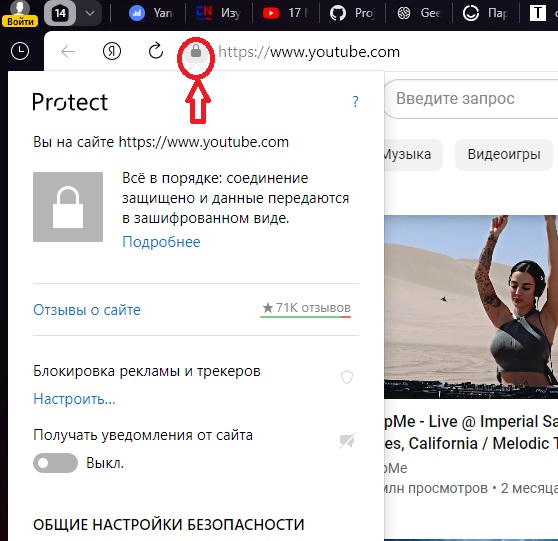 Войти
14
Yan
Изу
17 М
Proj
Gee
Пар
T
Я
https://www.youtube.com
Protect
?
Вы на сайте https://www.youtube.com
Всё в порядке: соединение
защищено и данные передаются
в зашифрованном виде.
Подробнее
Отзывы о сайте
★ 71K отзывов
Блокировка рекламы и трекеров
Настроить...
Получать уведомления от сайта
Выкл.
ОБЩИЕ НАСТРОЙКИ БЕЗОПАСНОСТИ
Введите запрос
Музыка
Видеоигры
pMe - Live @ Imperial Sa
es, California / Melodic T
pMe
млн просмотров • 2 месяца